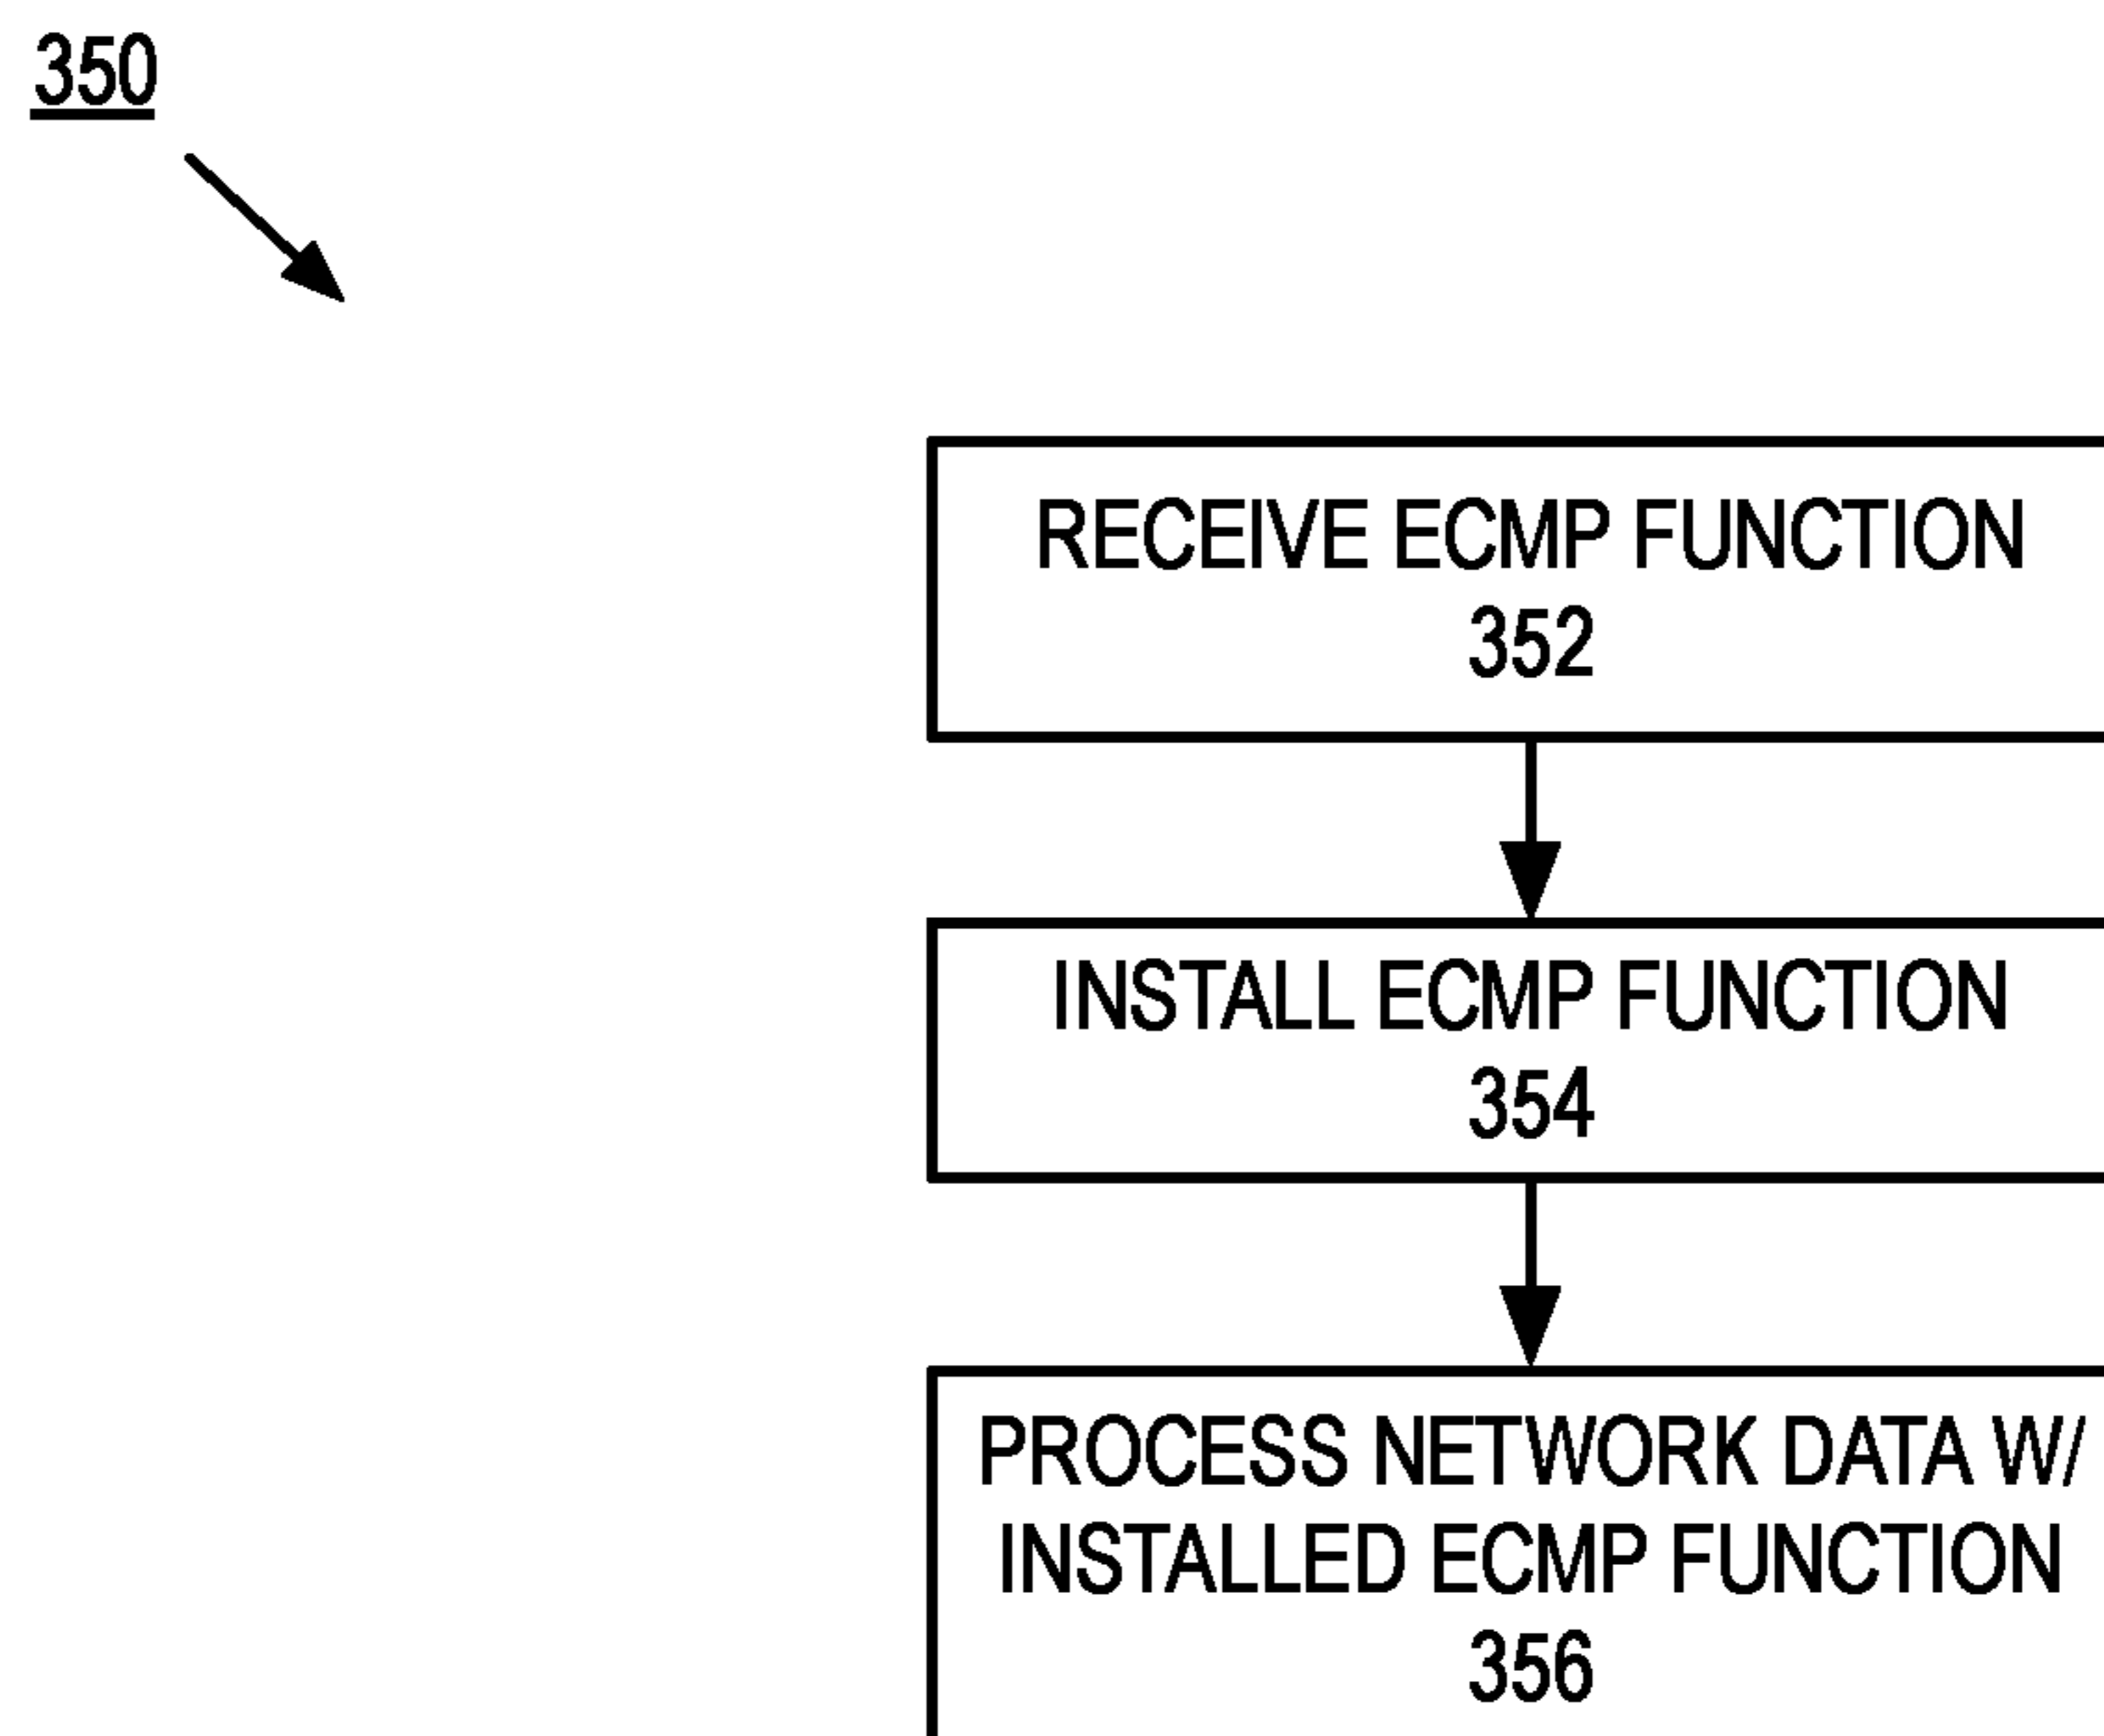 350
RECEIVE ECMP FUNCTION
352
INSTALL ECMP FUNCTION
354
PROCESS NETWORK DATA W/
INSTALLED ECMP FUNCTION
356